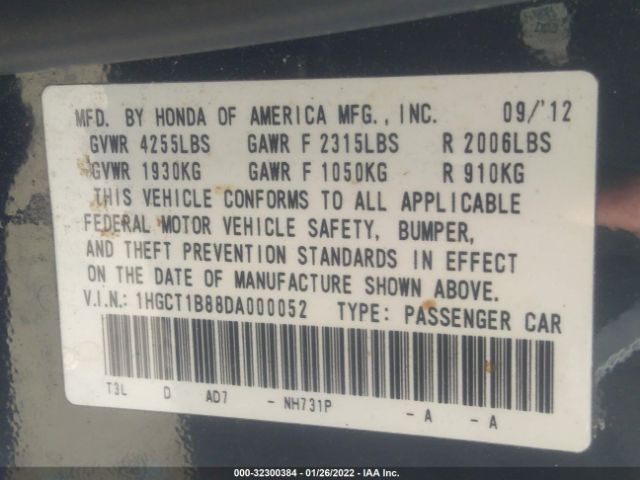 MFD. BY HONDA OF AMERICA MFG., INC. 09/'12
GVWR 4255LBS GAWR F 2315LBS R 2006LBS
GVWR 1930KG GAWR F 1050KG R 910KG
THIS VEHICLE CONFORMS TO ALL APPLICABLE
FEDERAL MOTOR VEHICLE SAFETY, BUMPER,
AND THEFT PREVENTION STANDARDS IN EFFECT
ON THE DATE OF MANUFACTURE SHOWN ABOVE.
V.I.N.: 1HGCT1B88DA000052 TYPE: PASSENGER CAR
T3L D AD7 - NH731P - A - A
000-32300384 - 01/26/2022 - IAA Inc.